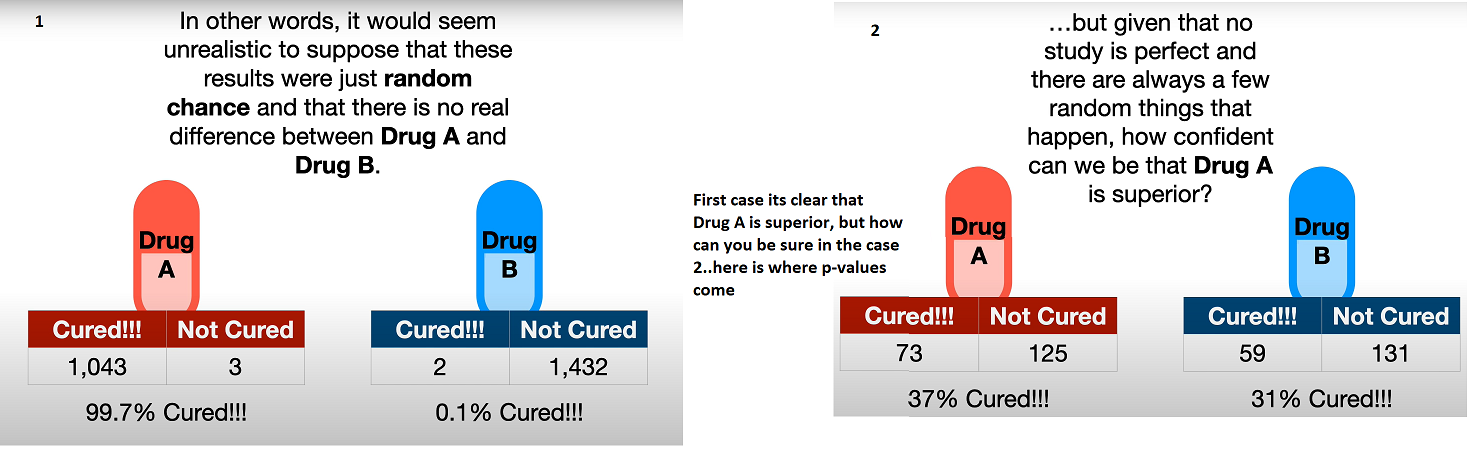 1
In other words, it would seem
unrealistic to suppose that these
results were just random
chance and that there is no real
difference between Drug A and
Drug B.
Drug
A
Drug
B
Cured!!! Not Cured
1,043 3
99.7% Cured!!!
Cured!!! Not Cured
2 1,432
0.1% Cured!!!
First case its clear that
Drug A is superior, but how
can you be sure in the case
2..here is where p-values
come
2
...but given that no
study is perfect and
there are always a few
random things that
happen, how confident
can we be that Drug A
is superior?
Drug
A
Drug
B
Cured!!! Not Cured
73 125
37% Cured!!!
Cured!!! Not Cured
59 131
31% Cured!!!